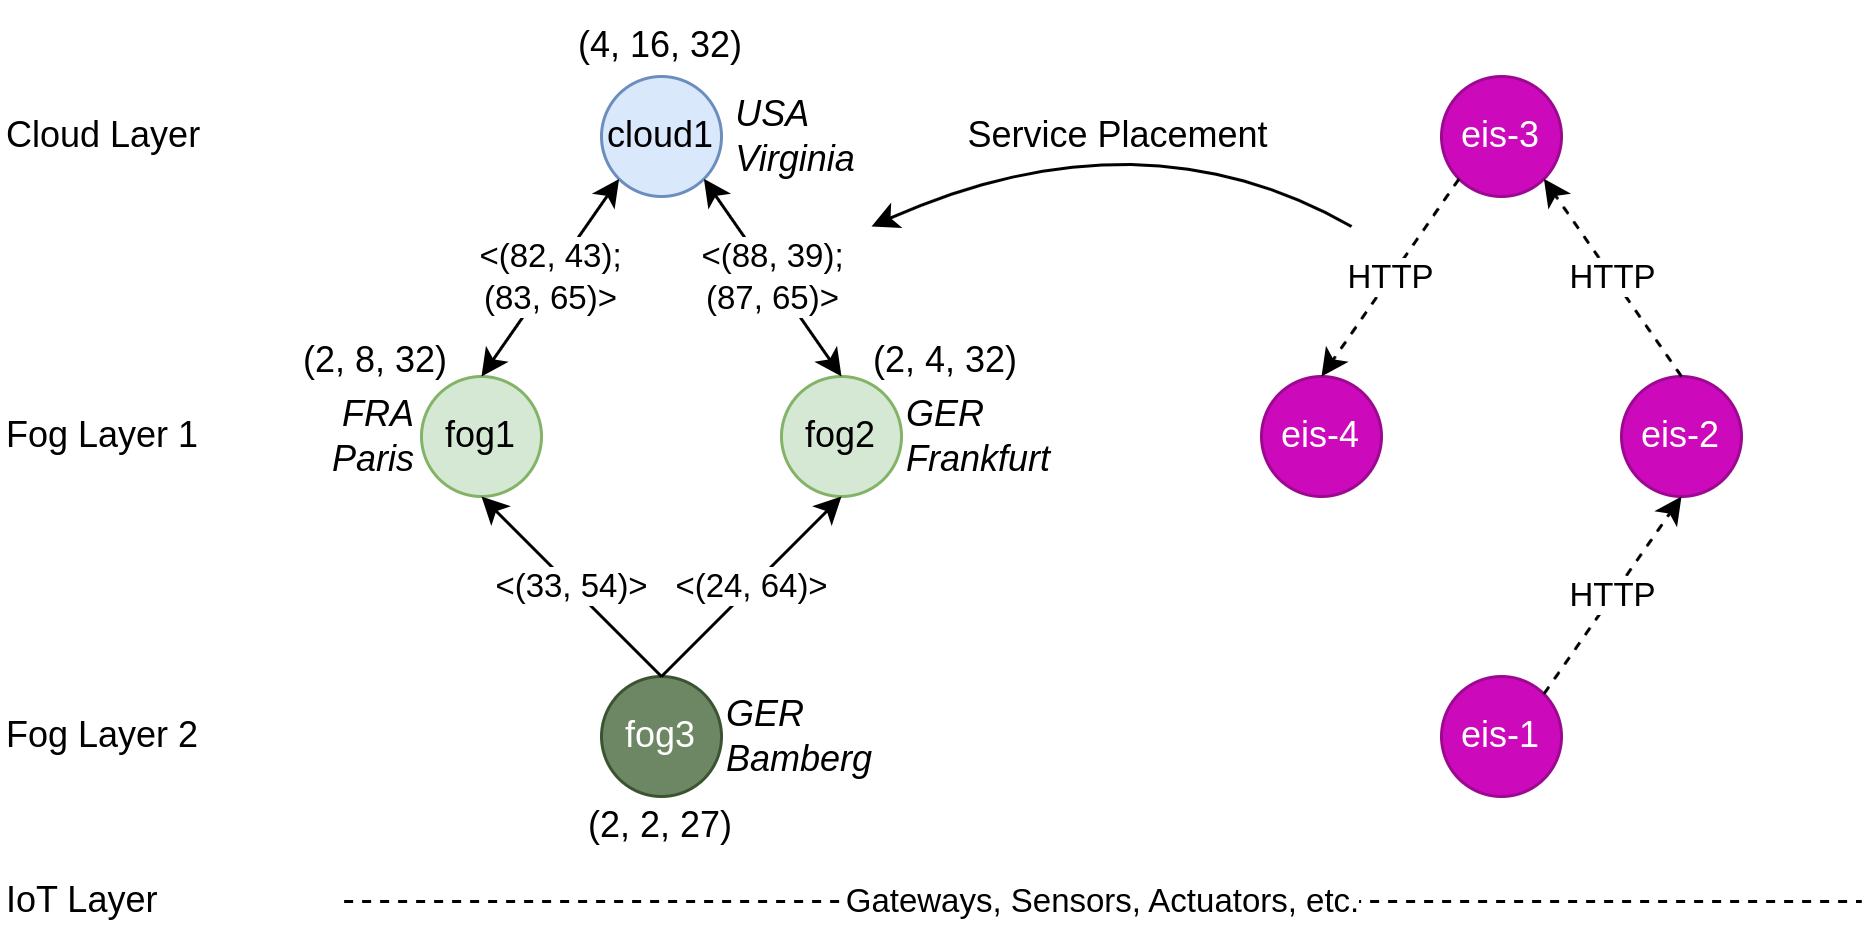 (4, 16, 32)
Cloud Layer
cloud1
USA
Virginia
Service Placement
eis-3
<(82, 43);
(83, 65)>
<(88, 39);
(87, 65)>
HTTP
HTTP
(2, 8, 32)
(2, 4, 32)
Fog Layer 1
FRA
Paris
fog1
fog2
GER
Frankfurt
eis-4
eis-2
<(33, 54)>
<(24, 64)>
HTTP
Fog Layer 2
fog3
GER
Bamberg
eis-1
(2, 2, 27)
IoT Layer
Gateways, Sensors, Actuators, etc.